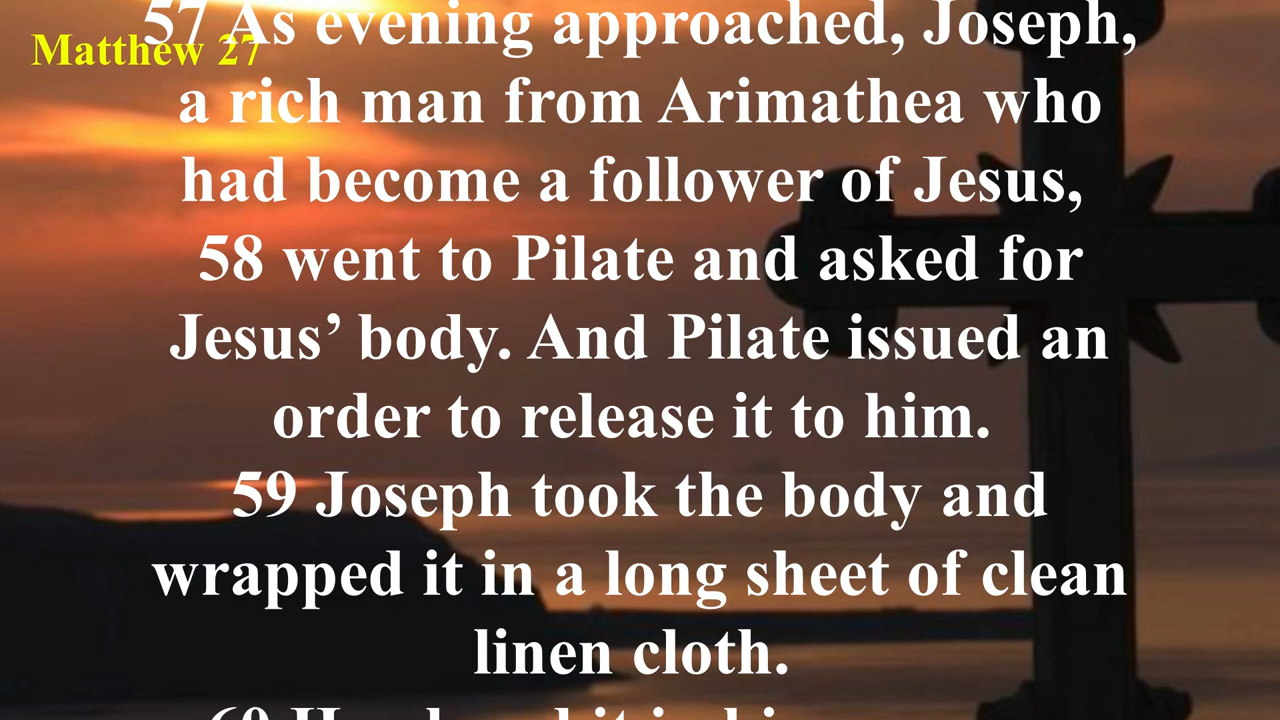 Matthew 27
57 As evening approached, Joseph,
a rich man from Arimathea who
had become a follower of Jesus,
58 went to Pilate and asked for
Jesus’ body. And Pilate issued an
order to release it to him.
59 Joseph took the body and
wrapped it in a long sheet of clean
linen cloth.
60